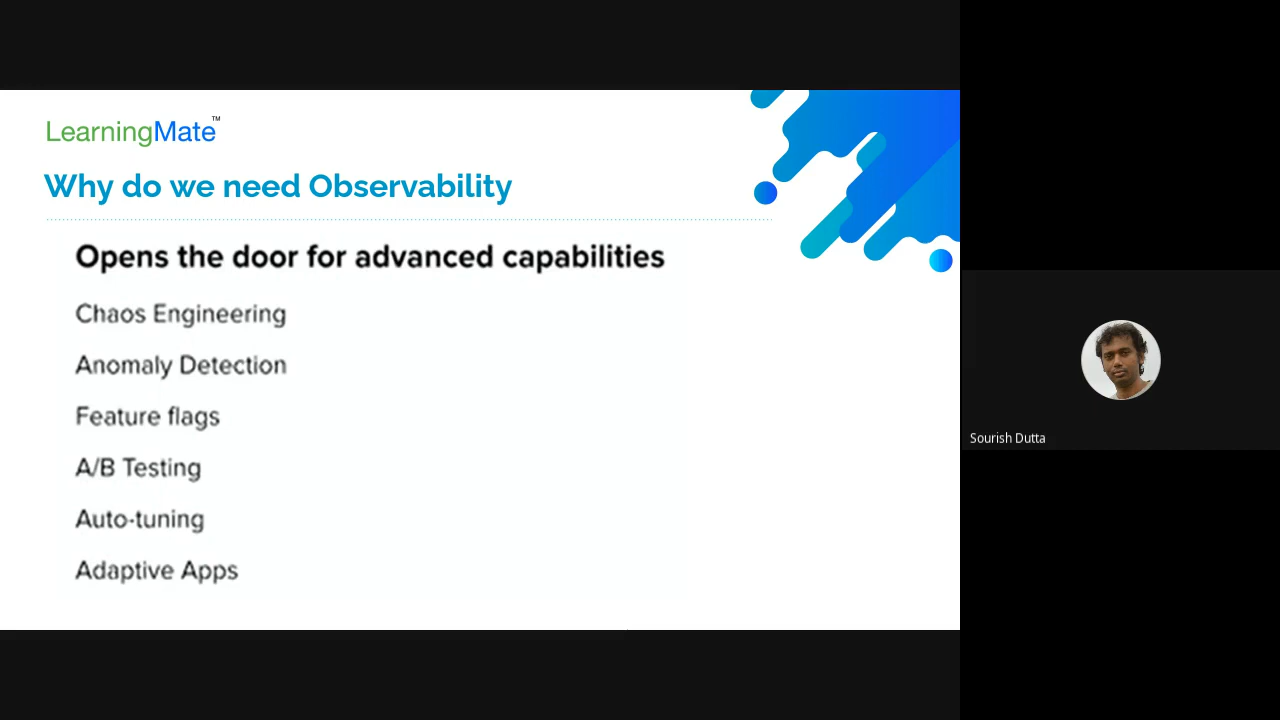 LearningMate™
Why do we need Observability
Opens the door for advanced capabilities
Chaos Engineering
Anomaly Detection
Feature flags
A/B Testing
Auto-tuning
Adaptive Apps
Sourish Dutta